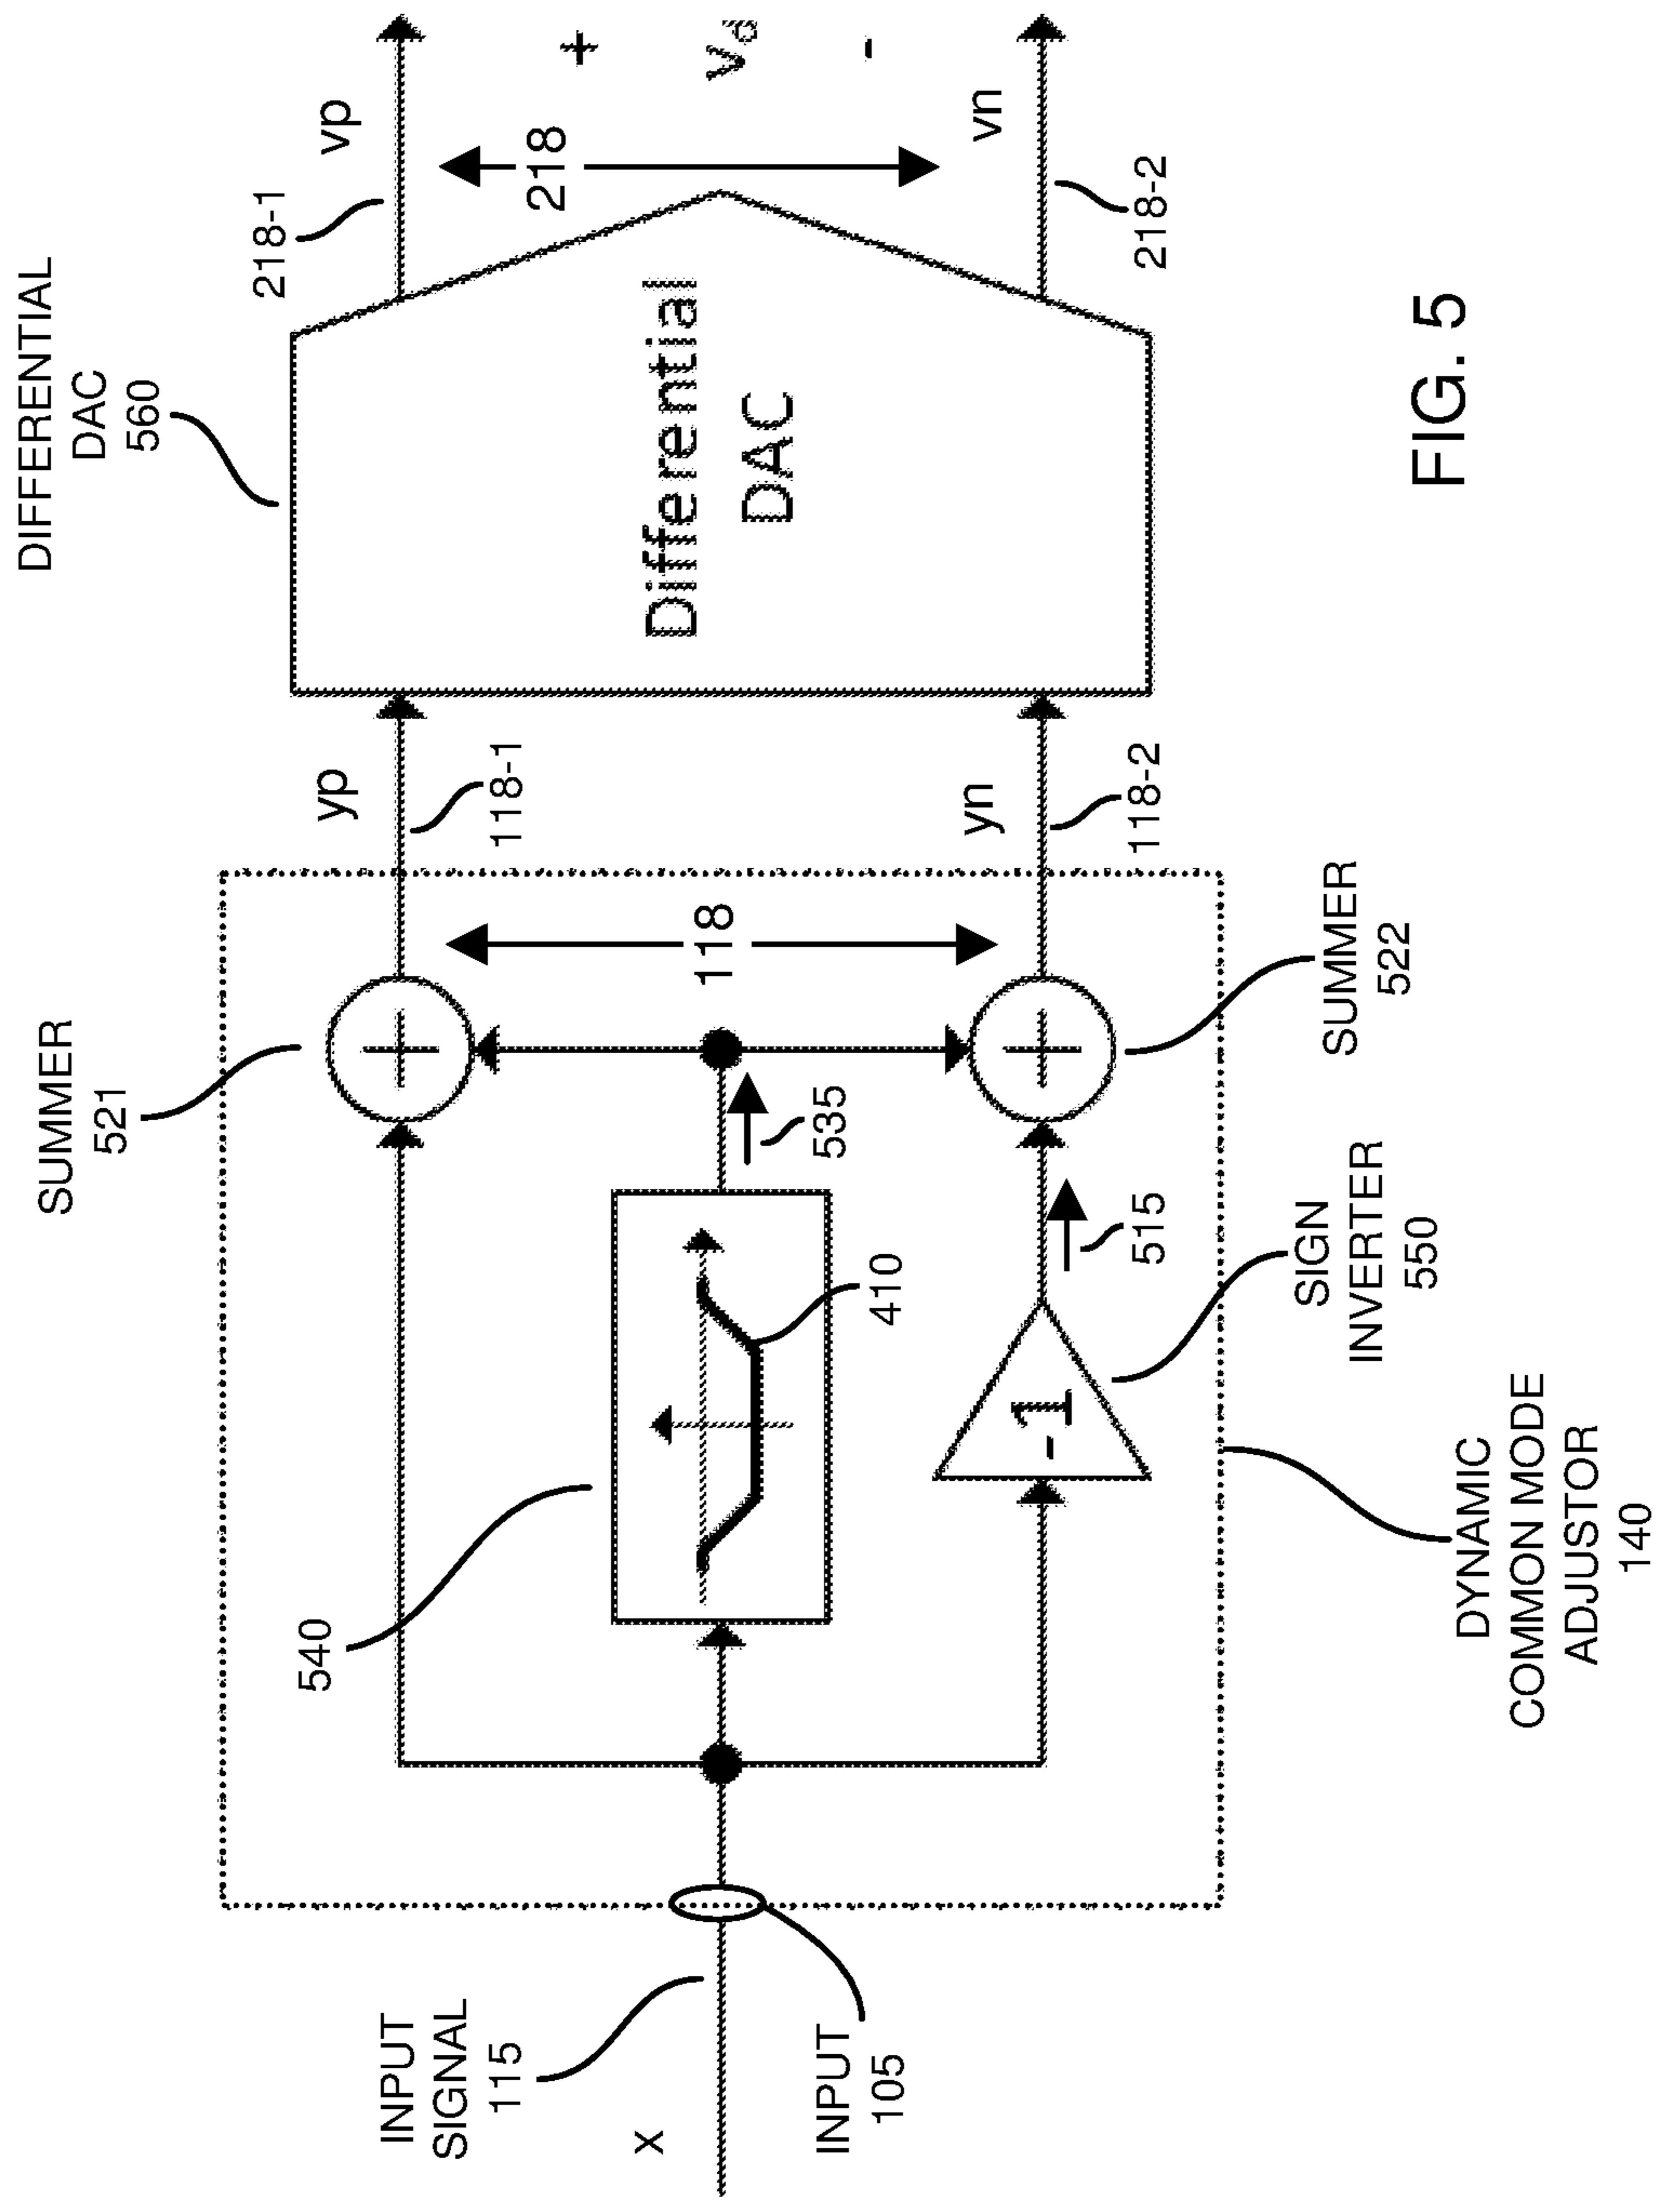 DIFFERENTIAL
DAC
560
SUMMER
521
218-1
vp
+
vd
-
218
vn
218-2
Differential
DAC
yp
118-1
yn
118-2
118
SUMMER
522
535
540
410
515
-1
SIGN
INVERTER
550
DYNAMIC
COMMON MODE
ADJUSTOR
140
INPUT
SIGNAL
115
x
INPUT
105
FIG. 5